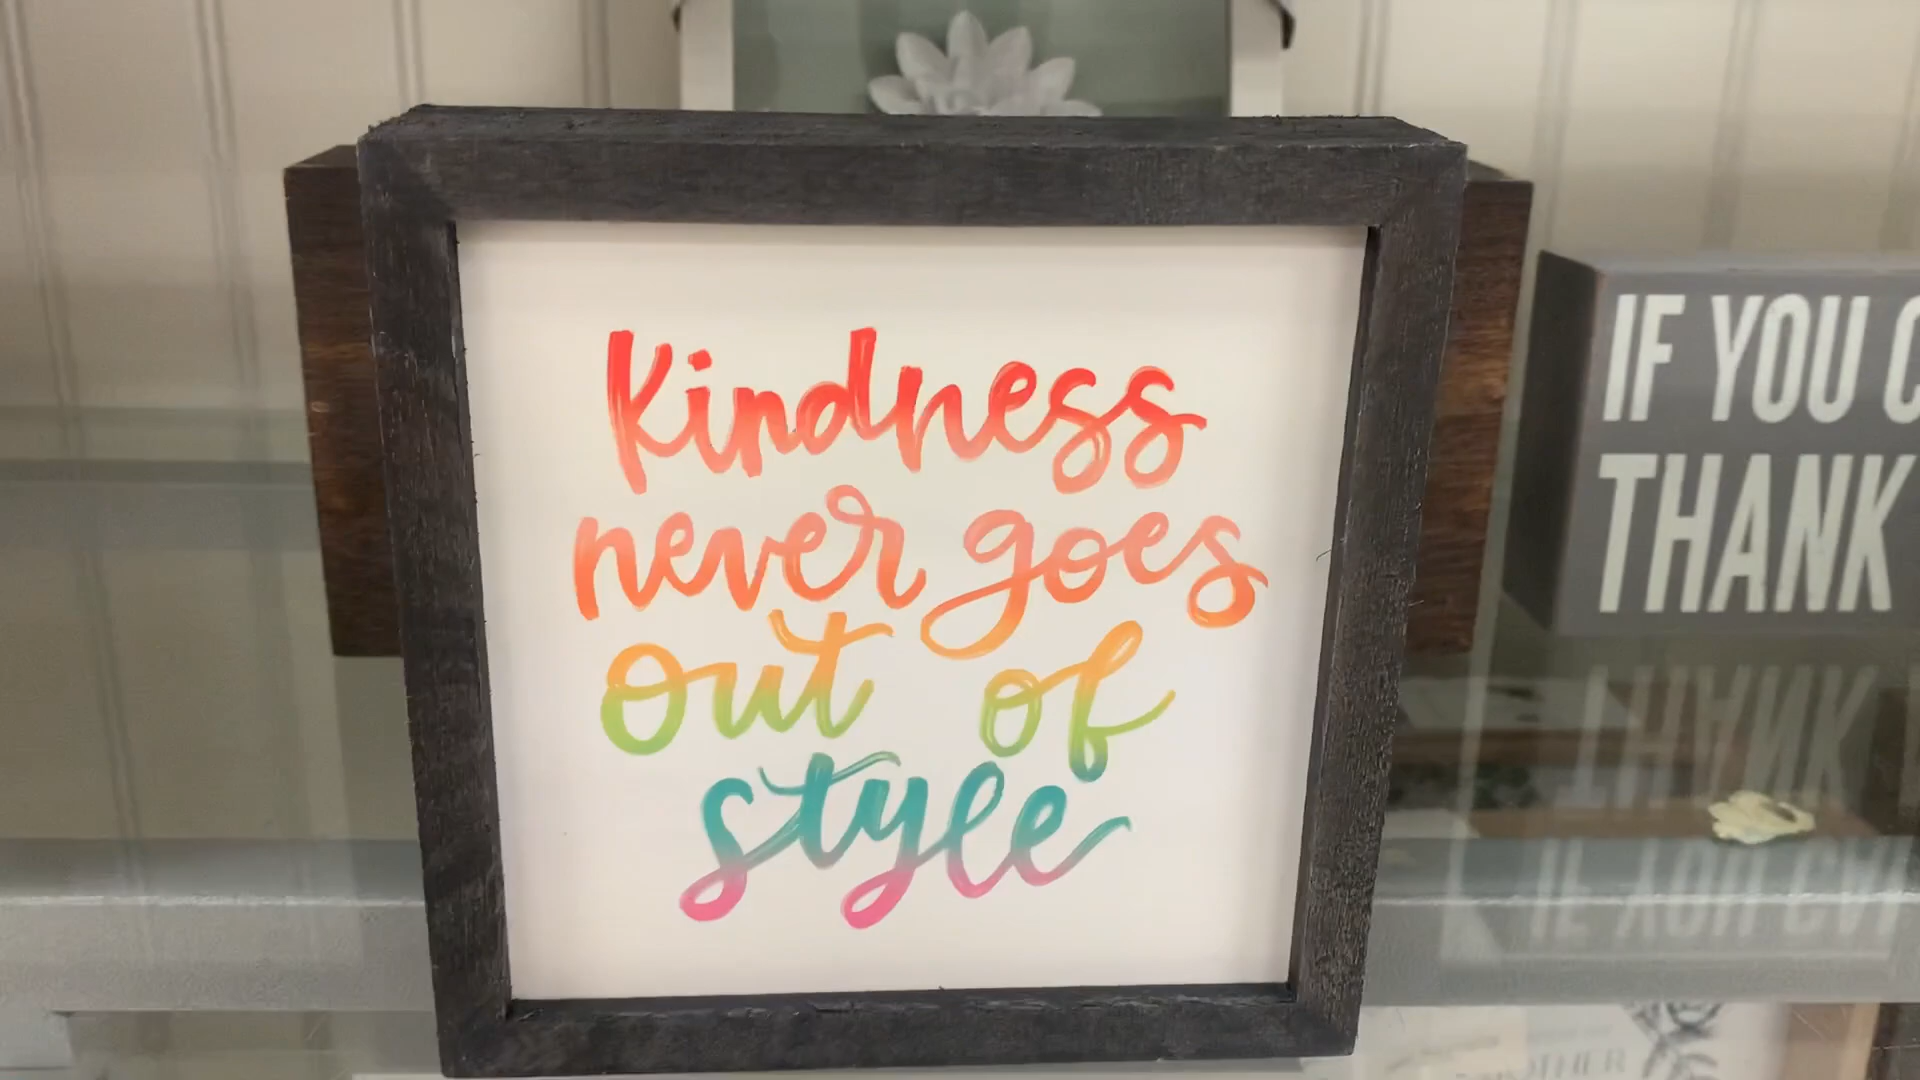 Kindness
never goes
out of
style
IF YOU
THANK